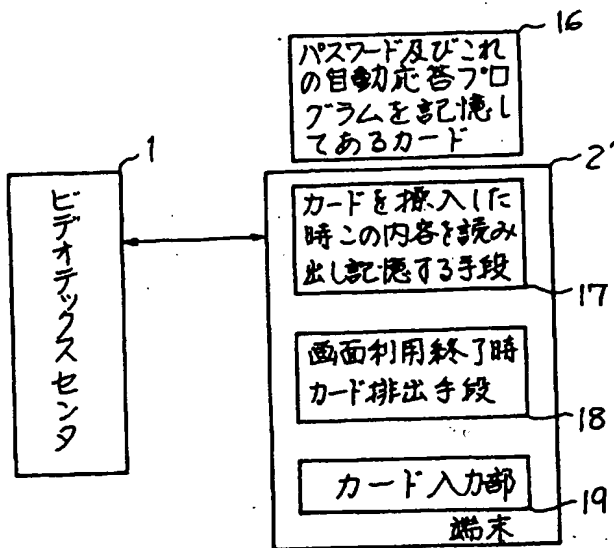 16
パスワード及びこれ
の自動応答プロ
グラムを記憶し
てあるカード
1
ビデオテックスセンタ
2'
カードを挿入した
時この内容を読み
出し記憶する手段
17
画面利用終了時
カード排出手段
18
カード入力部
19
端末